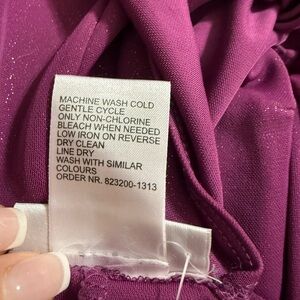 MACHINE WASH COLD
GENTLE CYCLE
ONLY NON-CHLORINE
BLEACH WHEN NEEDED
LOW IRON ON REVERSE
DRY CLEAN
LINE DRY
WASH WITH SIMILAR
COLOURS
ORDER NR. 823200-1313